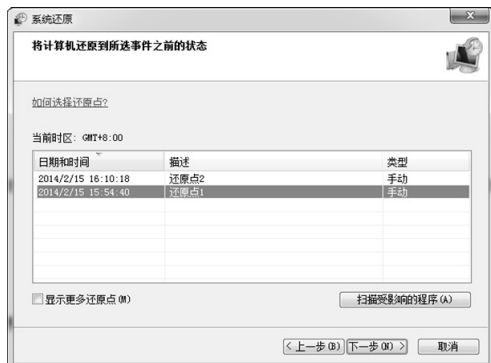 系统还原
将计算机还原到所选事件之前的状态
如何选择还原点?
当前时区: GMT+8:00
日期和时间 描述 类型
2014/2/15 16:10:18 还原点2 手动
2014/2/15 15:54:40 还原点1 手动
显示更多还原点(M) 扫描受影响的程序(A)
<上一步(B) 下一步(N)> 取消